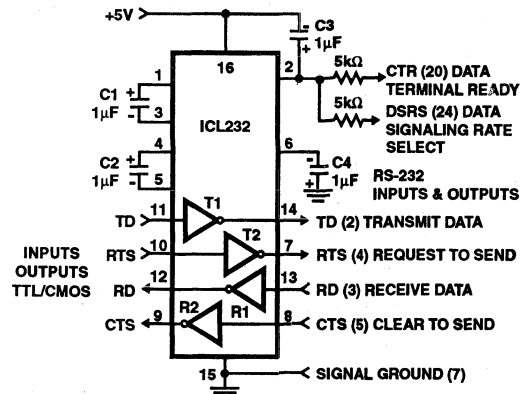 +5V
C3
1µF
- +
16
1
2
5kΩ
CTR (20) DATA
TERMINAL READY
C1
1µF
+ -
3
ICL232
5kΩ
DSRS (24) DATA
SIGNALING RATE
SELECT
4
6
C2
1µF
+ -
5
C4
1µF
- +
RS-232
INPUTS & OUTPUTS
TD
11
T1
14
TD (2) TRANSMIT DATA
INPUTS
OUTPUTS
TTL/CMOS
RTS
10
T2
7
RTS (4) REQUEST TO SEND
RD
12
R1
13
RD (3) RECEIVE DATA
CTS
9
R2
8
CTS (5) CLEAR TO SEND
15
SIGNAL GROUND (7)